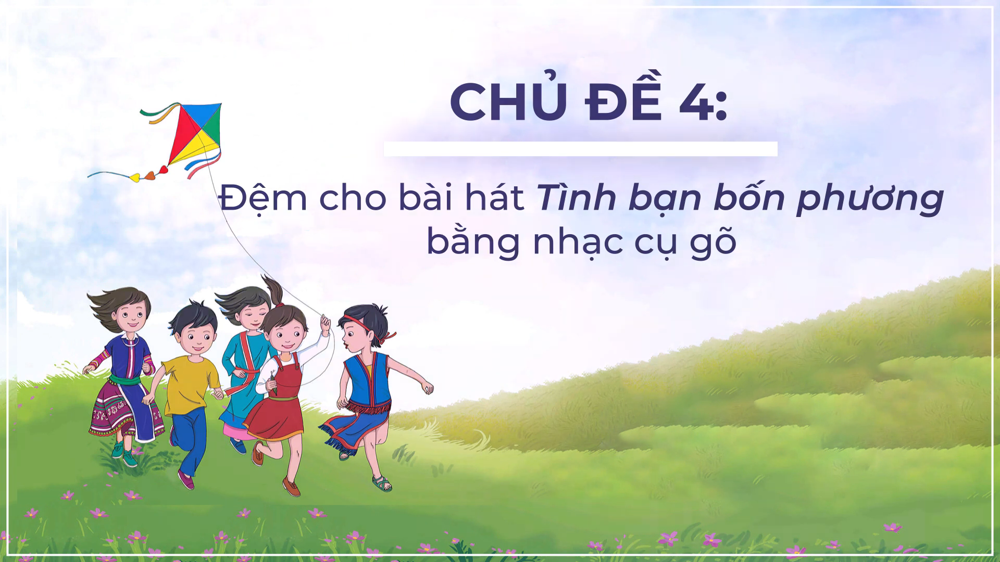 CHỦ ĐỀ 4:
Đệm cho bài hát Tình bạn bốn phương
bằng nhạc cụ gõ